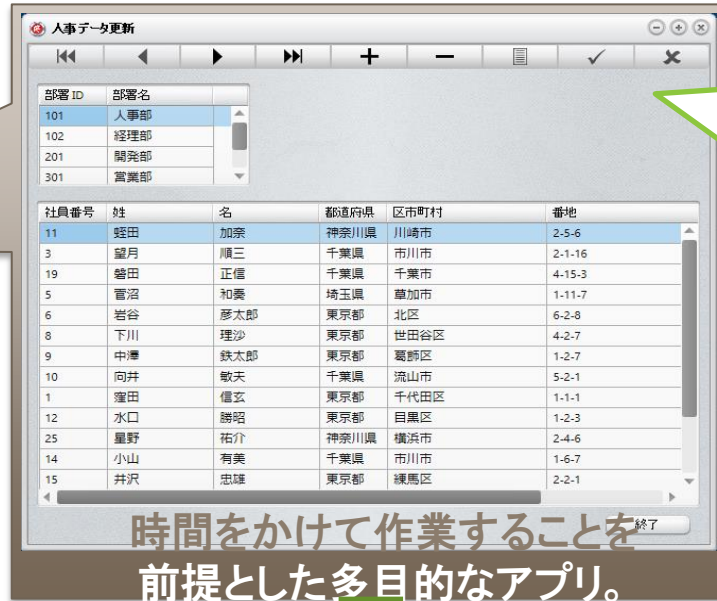 人事データ更新
部署ID 部署名
101 人事部
102 経理部
201 開発部
301 営業部
社員番号 姓 名 都道府県 区市町村 番地
11 蛭田 加奈 神奈川県 川崎市 2-5-6
3 望月 順三 千葉県 市川市 2-1-16
19 磐田 正信 千葉県 千葉市 4-15-3
5 菅沼 和奏 埼玉県 草加市 1-11-7
6 岩谷 彦太郎 東京都 北区 6-2-8
8 下川 理沙 東京都 世田谷区 4-2-7
9 中澤 鉄太郎 東京都 葛飾区 1-2-7
10 向井 敏夫 千葉県 流山市 5-2-1
1 窪田 信玄 東京都 千代田区 1-1-1
12 水口 勝昭 東京都 目黒区 1-2-3
25 星野 祐介 神奈川県 横浜市 2-4-6
14 小山 有美 千葉県 市川市 1-6-7
15 井沢 忠雄 東京都 練馬区 2-2-1
終了
時間をかけて作業することを
前提とした多目的なアプリ。